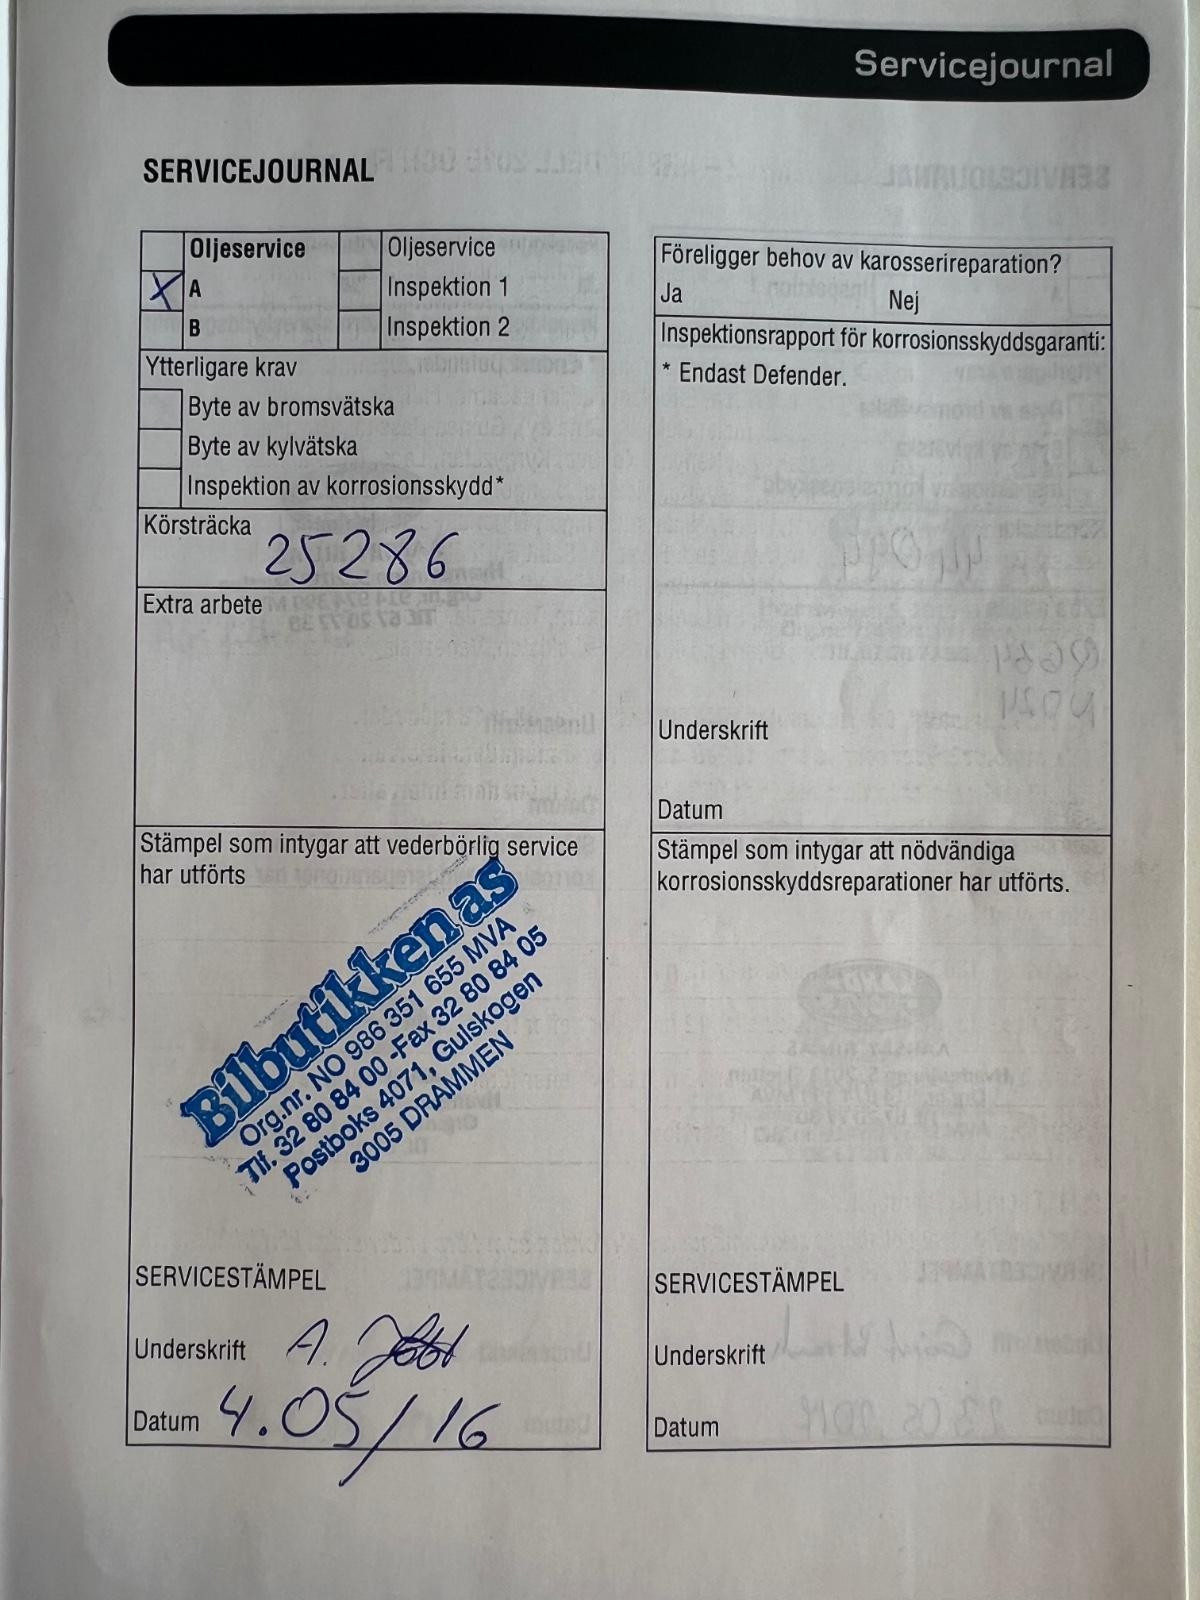 Servicejournal
SERVICEJOURNAL
Oljeservice
X A
B
Oljeservice
Inspektion 1
Inspektion 2
Ytterligare krav
Byte av bromsvätska
Byte av kylvätska
Inspektion av korrosionsskydd*
Körsträcka 25286
Extra arbete
Stämpel som intygar att vederbörlig service
har utförts
Bilbutikken as
Org.nr. NO 986 351 655 MVA
Tlf. 32 80 84 00 -Fax 32 80 84 05
Postboks 4071, Gulskogen
3005 DRAMMEN
SERVICESTÄMPEL
Underskrift A.
Datum 4.05/16
Föreligger behov av karosserireparation?
Ja Nej
Inspektionsrapport för korrosionsskyddsgaranti:
* Endast Defender.
Underskrift
Datum
Stämpel som intygar att nödvändiga
korrosionsskyddsreparationer har utförts.
SERVICESTÄMPEL
Underskrift
Datum